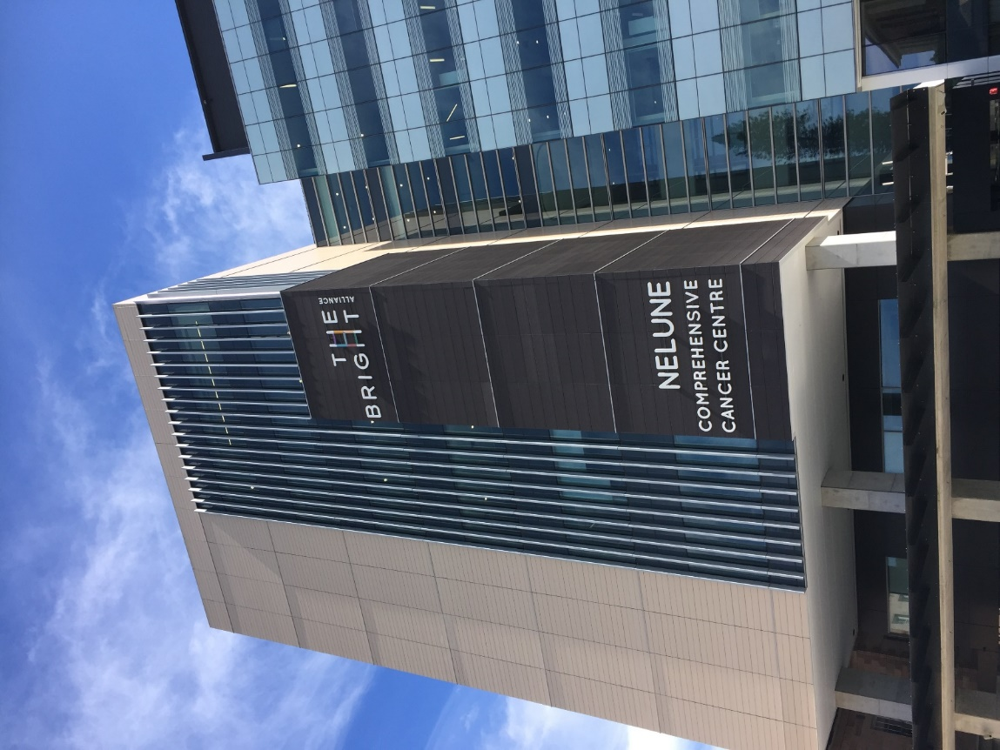 THE
BRIGHT
ALLIANCE
NELUNE
COMPREHENSIVE
CANCER CENTRE